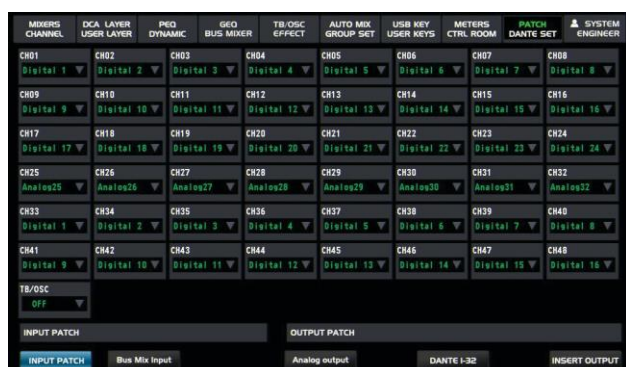 MIXERS DCA LAYER PEQ GEQ TB/OSC AUTO MIX USB KEY METERS PATCH SYSTEM
CHANNEL USER LAYER DYNAMIC BUS MIXER EFFECT GROUP SET USER KEYS CTRL ROOM DANTE SET ENGINEER
CH01 CH02 CH03 CH04 CH05 CH06 CH07 CH08
Digital 1 Digital 2 Digital 3 Digital 4 Digital 5 Digital 6 Digital 7 Digital 8
CH09 CH10 CH11 CH12 CH13 CH14 CH15 CH16
Digital 9 Digital 10 Digital 11 Digital 12 Digital 13 Digital 14 Digital 15 Digital 16
CH17 CH18 CH19 CH20 CH21 CH22 CH23 CH24
Digital 17 Digital 18 Digital 19 Digital 20 Digital 21 Digital 22 Digital 23 Digital 24
CH25 CH26 CH27 CH28 CH29 CH30 CH31 CH32
Analog25 Analog26 Analog27 Analog28 Analog29 Analog30 Analog31 Analog32
CH33 CH34 CH35 CH36 CH37 CH38 CH39 CH40
Digital 1 Digital 2 Digital 3 Digital 4 Digital 5 Digital 6 Digital 7 Digital 8
CH41 CH42 CH43 CH44 CH45 CH46 CH47 CH48
Digital 9 Digital 10 Digital 11 Digital 12 Digital 13 Digital 14 Digital 15 Digital 16
TB/OSC
OFF
INPUT PATCH OUTPUT PATCH
INPUT PATCH Bus Mix Input Analog output DANTE 1-32 INSERT OUTPUT